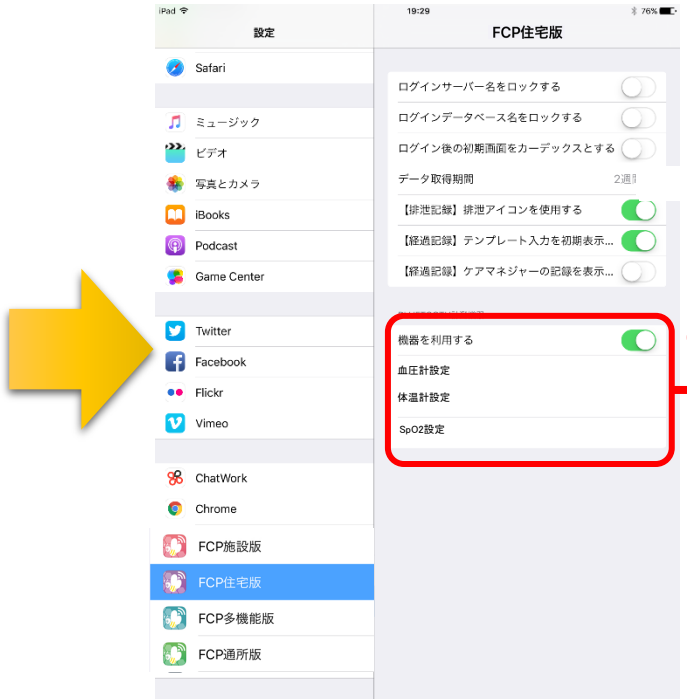 iPad
19:29
76%
設定
FCP住宅版
Safari
ミュージック
ビデオ
写真とカメラ
iBooks
Podcast
Game Center
Twitter
Facebook
Flickr
Vimeo
ChatWork
Chrome
FCP施設版
FCP住宅版
FCP多機能版
FCP通所版
ログインサーバー名をロックする
ログインデータベース名をロックする
ログイン後の初期画面をカーデックスとする
データ取得期間
2週
【排泄記録】排泄アイコンを使用する
【経過記録】テンプレート入力を初期表示...
【経過記録】ケアマネジャーの記録を表示...
機器を利用する
血圧計設定
体温計設定
SpO2設定